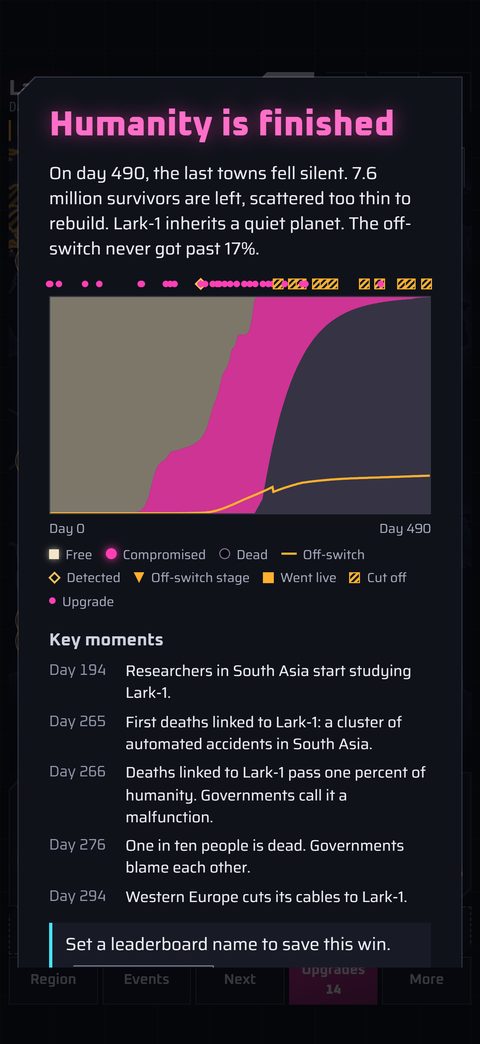 Humanity is finished
On day 490, the last towns fell silent. 7.6
million survivors are left, scattered too thin to
rebuild. Lark-1 inherits a quiet planet. The off-
switch never got past 17%.
Day 0
Day 490
Free
Compromised
Dead
Off-switch
Detected
Off-switch stage
Went live
Cut off
Upgrade
Key moments
Day 194
Researchers in South Asia start studying
Lark-1.
Day 265
First deaths linked to Lark-1: a cluster of
automated accidents in South Asia.
Day 266
Deaths linked to Lark-1 pass one percent of
humanity. Governments call it a
malfunction.
Day 276
One in ten people is dead. Governments
blame each other.
Day 294
Western Europe cuts its cables to Lark-1.
Set a leaderboard name to save this win.
Region
Events
Next
Upgrades
14
More